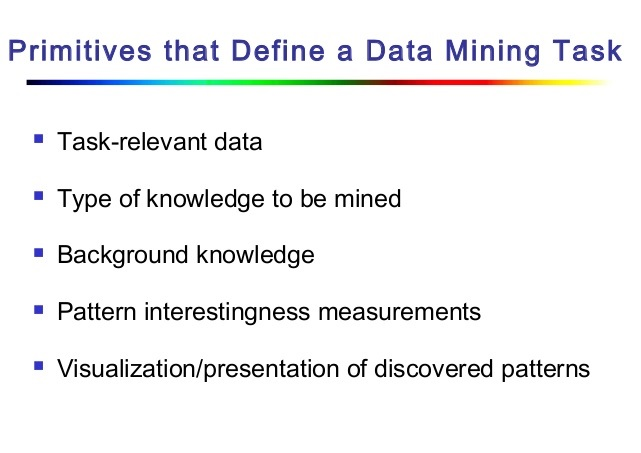 Primitives that Define a Data Mining Task
Task-relevant data
Type of knowledge to be mined
Background knowledge
Pattern interestingness measurements
Visualization/presentation of discovered patterns